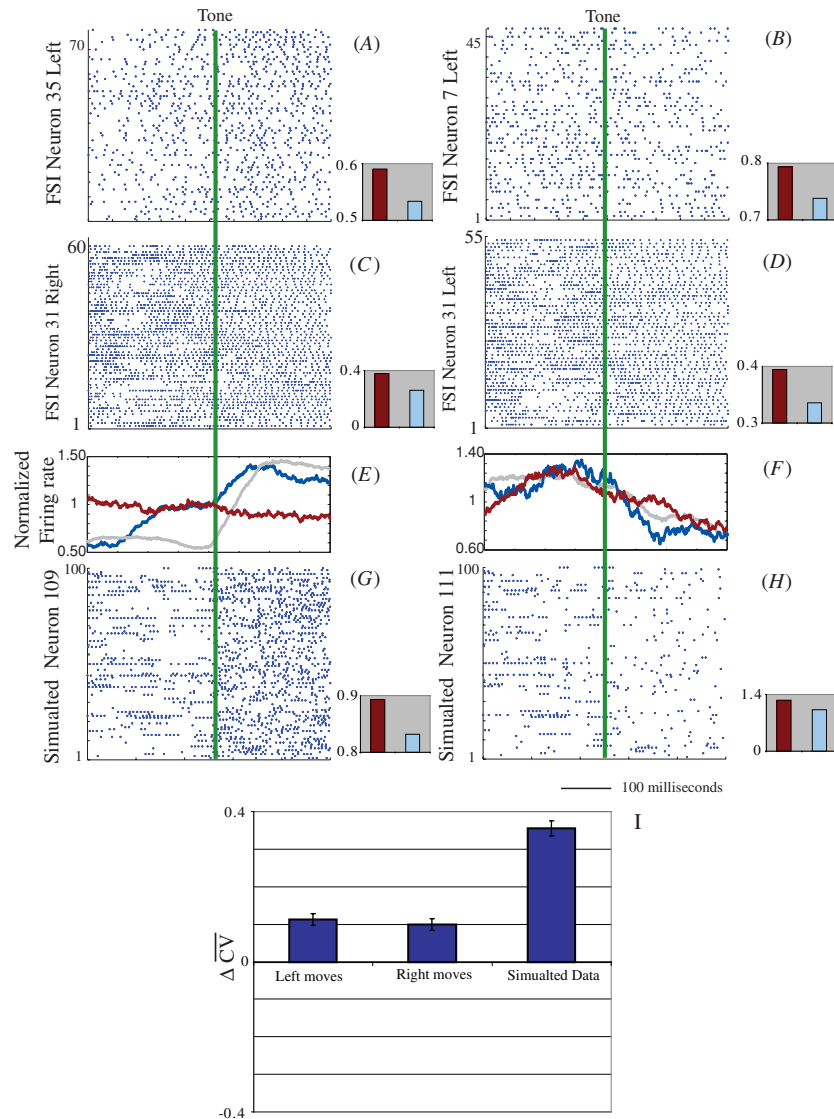 Tone
Tone
(A)
FSI Neuron 35 Left
70
0.6
0.5
(B)
FSI Neuron 7 Left
45
1
0.8
0.7
(C)
FSI Neuron 31 Right
60
1
0.4
0
(D)
FSI Neuron 31 Left
55
1
0.4
0.3
(E)
Normalized
Firing rate
1.50
1
0.50
(F)
1.40
1
0.60
(G)
Simualted Neuron 109
100
1
0.9
0.8
(H)
Simualted Neuron 111
100
1
1.4
0
100 milliseconds
I
0.4
Δ CV
0
Left moves
Right moves
Simualted Data
-0.4